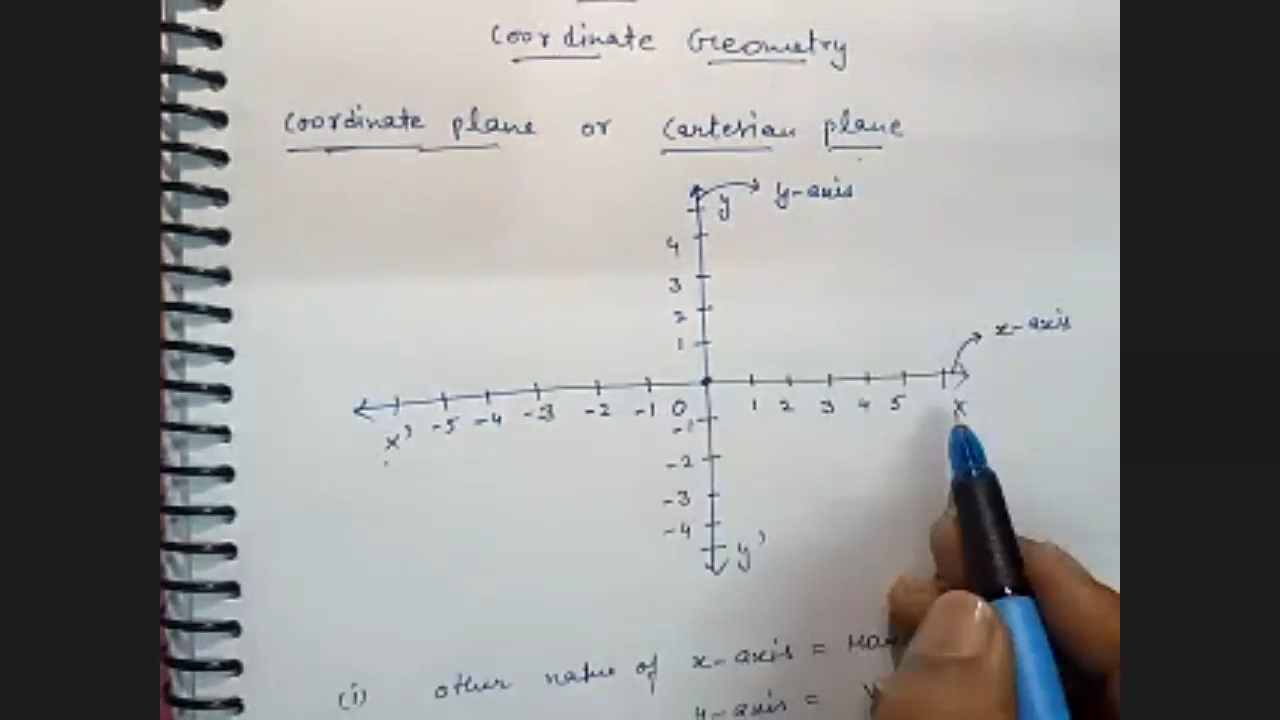 Coordinate Geometry
Coordinate plane or Cartesian plane
y y-axis
4
3
2
1
x-axis
x' -5 -4 -3 -2 -1 0 1 2 3 4 5 x
-1
-2
-3
-4
y'
(i) other name of x-axis =
y-axis =